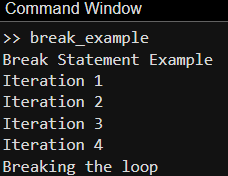 Command Window
>> break_example
Break Statement Example
Iteration 1
Iteration 2
Iteration 3
Iteration 4
Breaking the loop